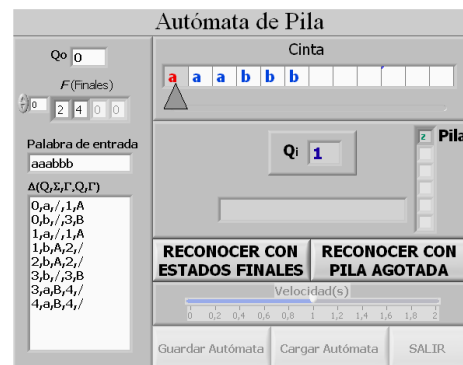 Autómata de Pila
Qo 0
F (Finales)
0 2 4 0 0
Palabra de entrada
aaabbb
Δ(Q,Σ,Γ,Q,Γ)
0,a,/,1,A
0,b,/,3,B
1,a,/,1,A
1,b,A,2,/
2,b,A,2,/
3,b,/,3,B
3,a,B,4,/
4,a,B,4,/
Cinta
a a a b b b
Qi 1
z Pila
RECONOCER CON ESTADOS FINALES
RECONOCER CON PILA AGOTADA
Velocidad(s)
0 0,2 0,4 0,6 0,8 1 1,2 1,4 1,6 1,8 2
Guardar Autómata Cargar Autómata SALIR